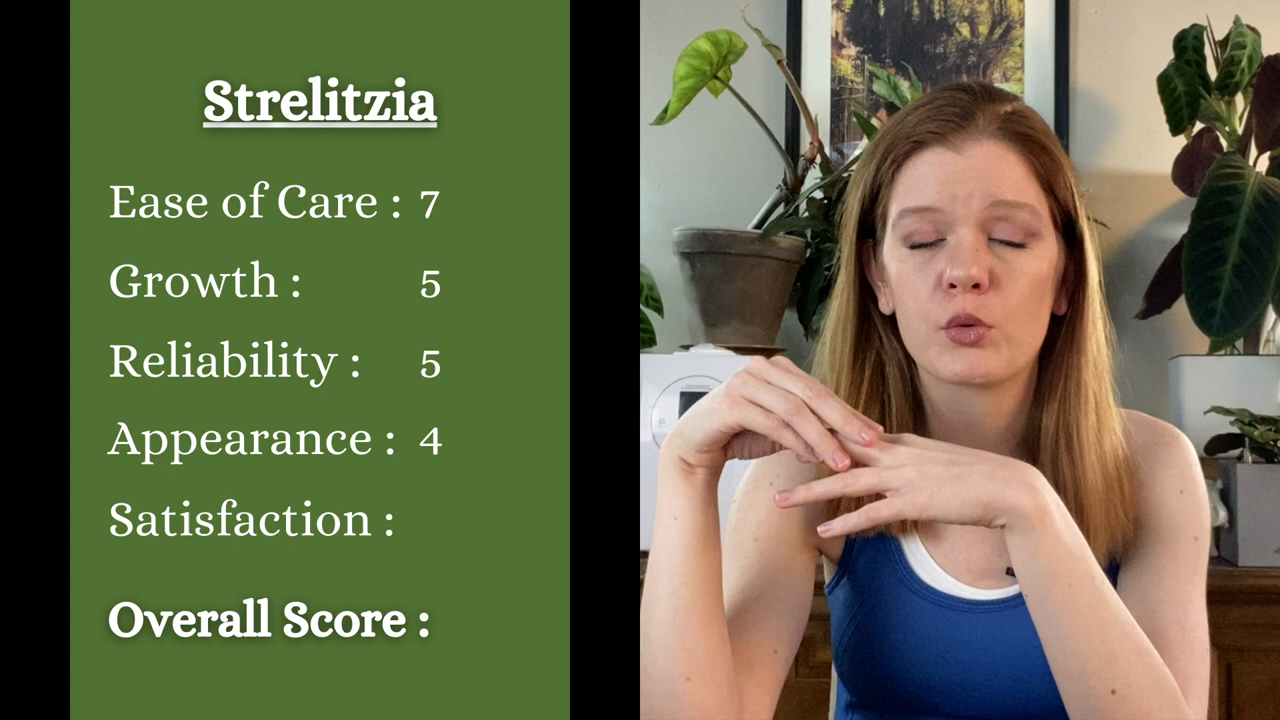 Strelitzia
Ease of Care : 7
Growth : 5
Reliability : 5
Appearance : 4
Satisfaction :
Overall Score :